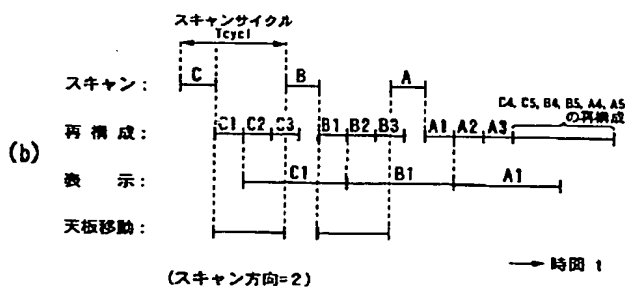 スキャンサイクル
Tcycl
スキャン: C B A
C4, C5, B4, B5, A4, A5
の再構成
再構成: C1 C2 C3 B1 B2 B3 A1 A2 A3
(b)
表示: C1 B1 A1
天板移動:
(スキャン方向=2)
時間 t